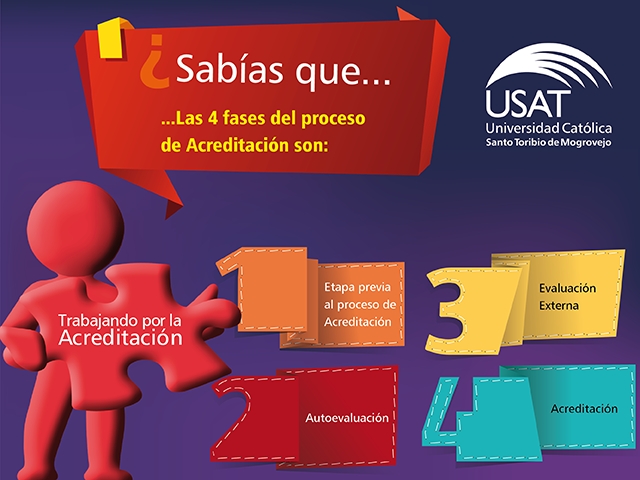 ¿Sabías que...
...Las 4 fases del proceso
de Acreditación son:
USAT
Universidad Católica
Santo Toribio de Mogrovejo
Trabajando por la
Acreditación
1
Etapa previa
al proceso de
Acreditación
2
Autoevaluación
3
Evaluación
Externa
4
Acreditación